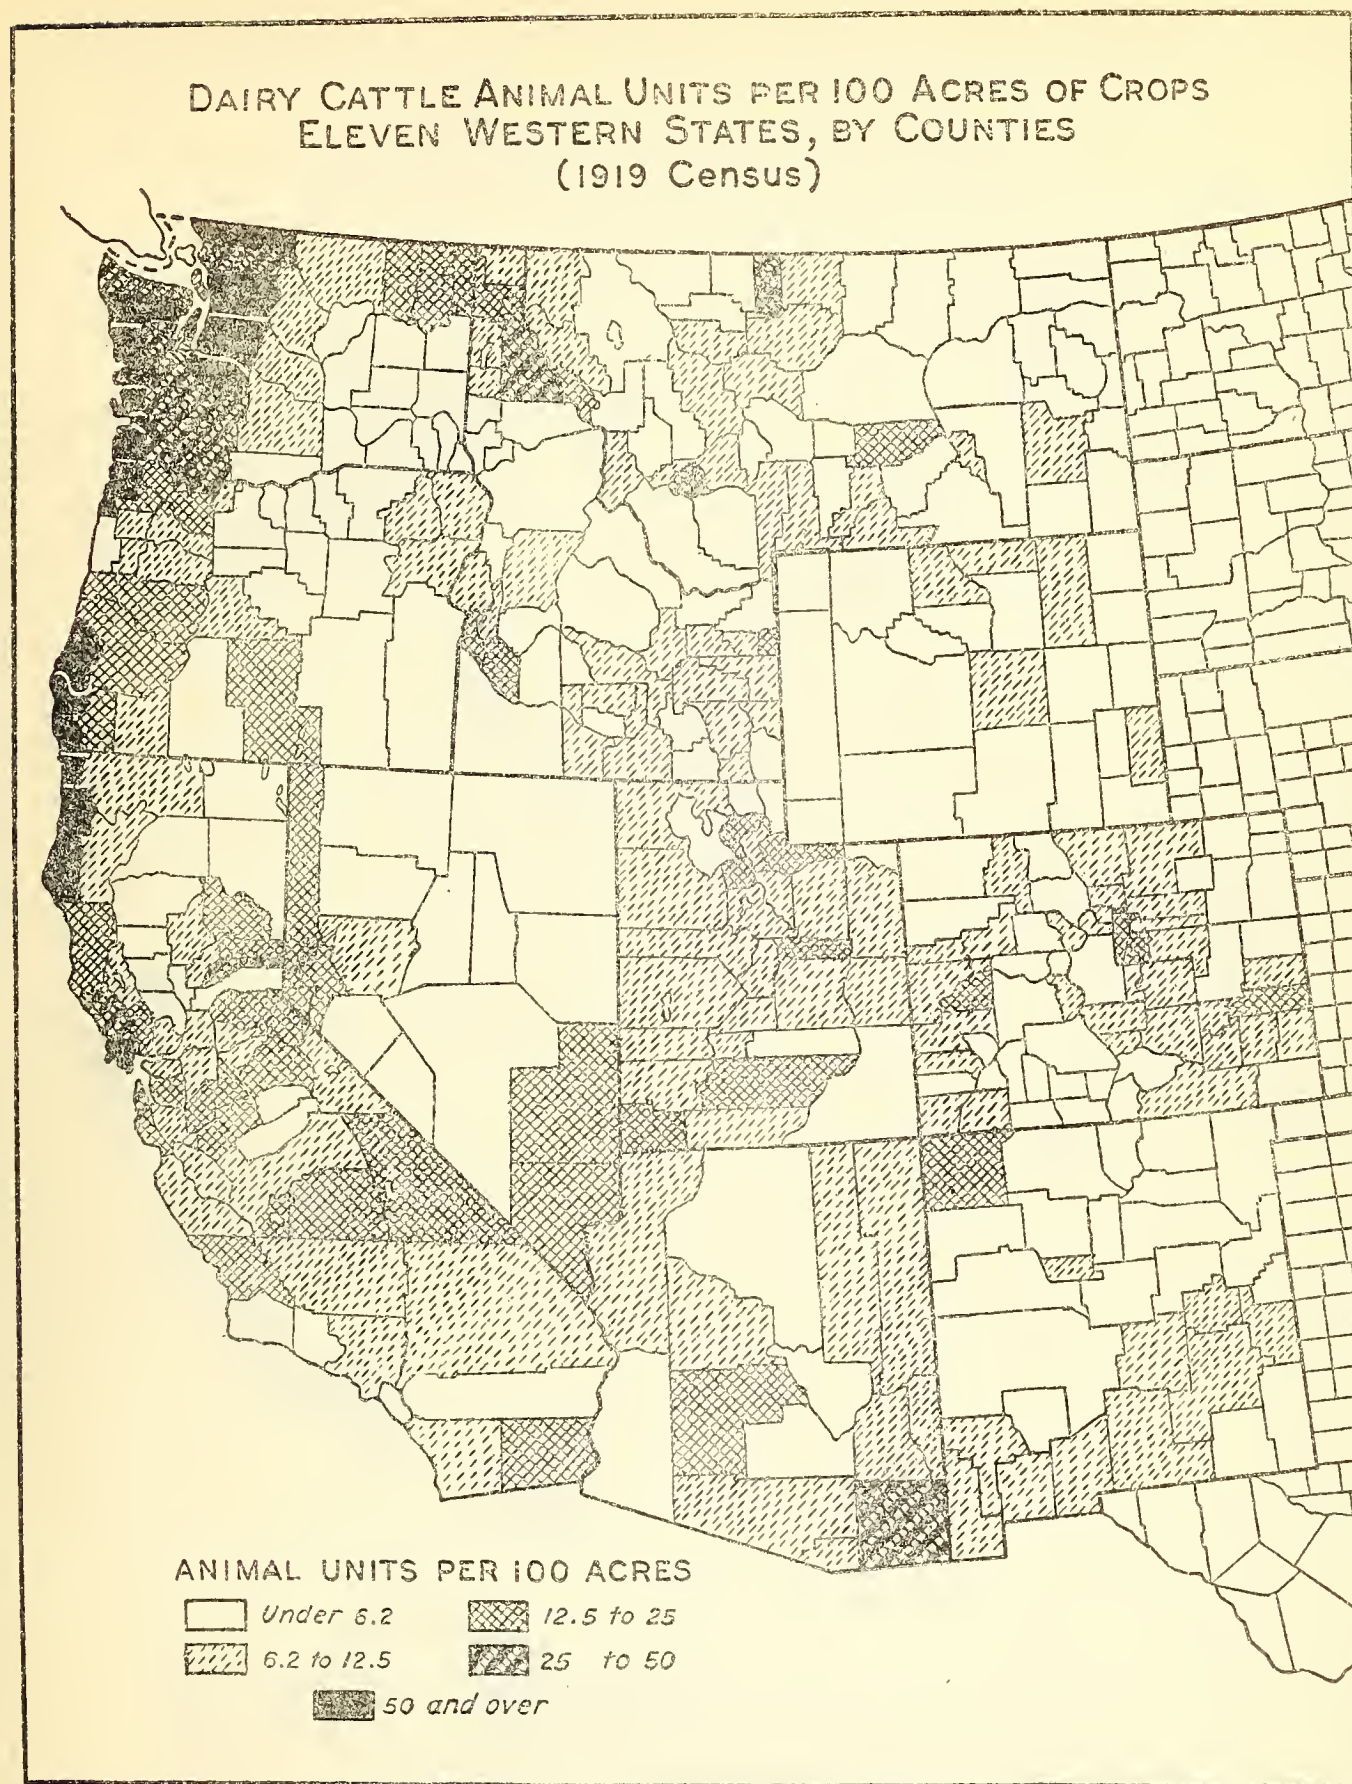 DAIRY CATTLE ANIMAL UNITS PER 100 ACRES OF CROPS
ELEVEN WESTERN STATES, BY COUNTIES
(1919 Census)
ANIMAL UNITS PER 100 ACRES
Under 6.2
12.5 to 25
6.2 to 12.5
25 to 50
50 and over